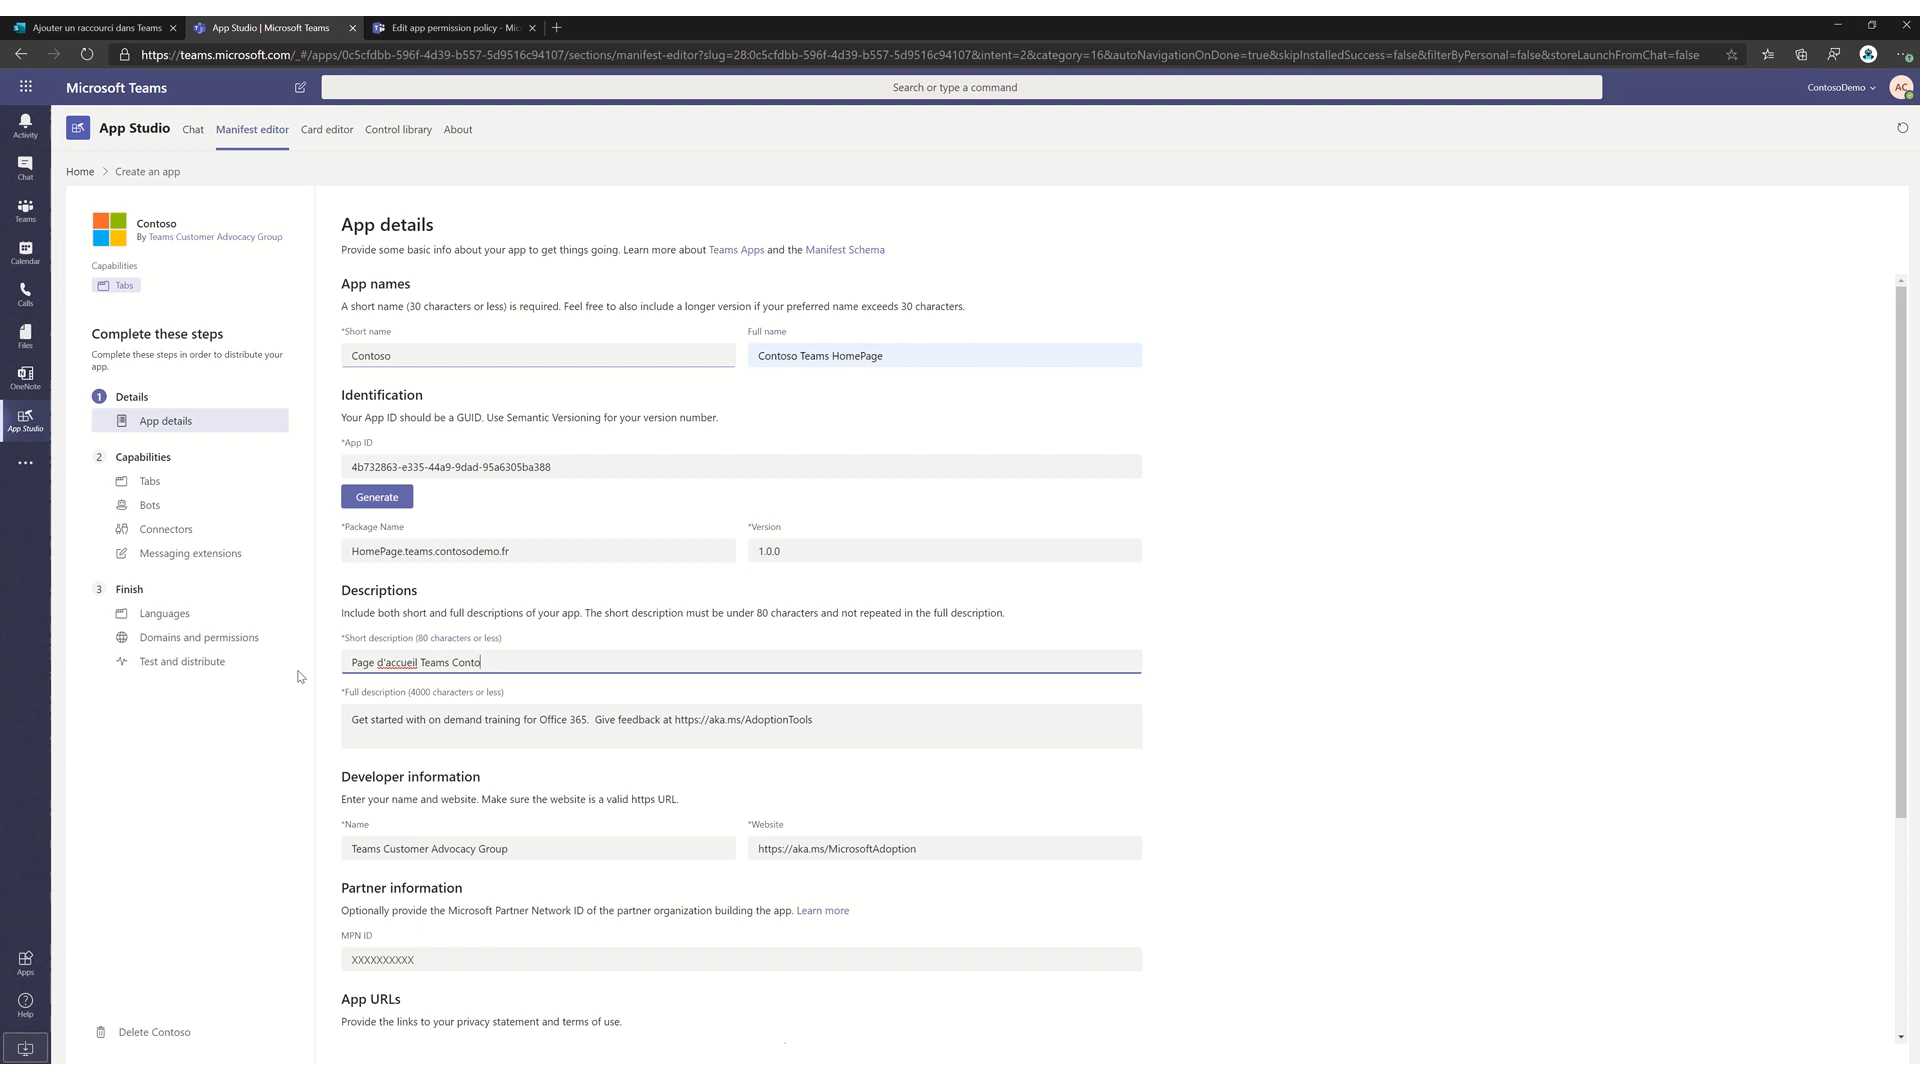 Ajouter un raccourci dans Teams
App Studio | Microsoft Teams
Edit app permission policy - Mic
https://teams.microsoft.com/_#/apps/0c5cfdbb-596f-4d39-b557-5d9516c94107/sections/manifest-editor?slug=28:0c5cfdbb-596f-4d39-b557-5d9516c94107&intent=2&category=16&autoNavigationOnDone=true&skipInstalledSuccess=false&filterByPersonal=false&storeLaunchFromChat=false
Microsoft Teams
Search or type a command
ContosoDemo
AC
Activity
Chat
Teams
Calendar
Calls
Files
OneNote
App Studio
Apps
Help
App Studio
Chat
Manifest editor
Card editor
Control library
About
Home > Create an app
Contoso
By Teams Customer Advocacy Group
Capabilities
Tabs
Complete these steps
Complete these steps in order to distribute your
app.
1 Details
App details
2 Capabilities
Tabs
Bots
Connectors
Messaging extensions
3 Finish
Languages
Domains and permissions
Test and distribute
Delete Contoso
App details
Provide some basic info about your app to get things going. Learn more about Teams Apps and the Manifest Schema
App names
A short name (30 characters or less) is required. Feel free to also include a longer version if your preferred name exceeds 30 characters.
*Short name
Full name
Contoso
Contoso Teams HomePage
Identification
Your App ID should be a GUID. Use Semantic Versioning for your version number.
*App ID
4b732863-e335-44a9-9dad-95a6305ba388
Generate
*Package Name
*Version
HomePage.teams.contosodemo.fr
1.0.0
Descriptions
Include both short and full descriptions of your app. The short description must be under 80 characters and not repeated in the full description.
*Short description (80 characters or less)
Page d'accueil Teams Conto
*Full description (4000 characters or less)
Get started with on demand training for Office 365. Give feedback at https://aka.ms/AdoptionTools
Developer information
Enter your name and website. Make sure the website is a valid https URL.
*Name
*Website
Teams Customer Advocacy Group
https://aka.ms/MicrosoftAdoption
Partner information
Optionally provide the Microsoft Partner Network ID of the partner organization building the app. Learn more
MPN ID
XXXXXXXXXX
App URLs
Provide the links to your privacy statement and terms of use.